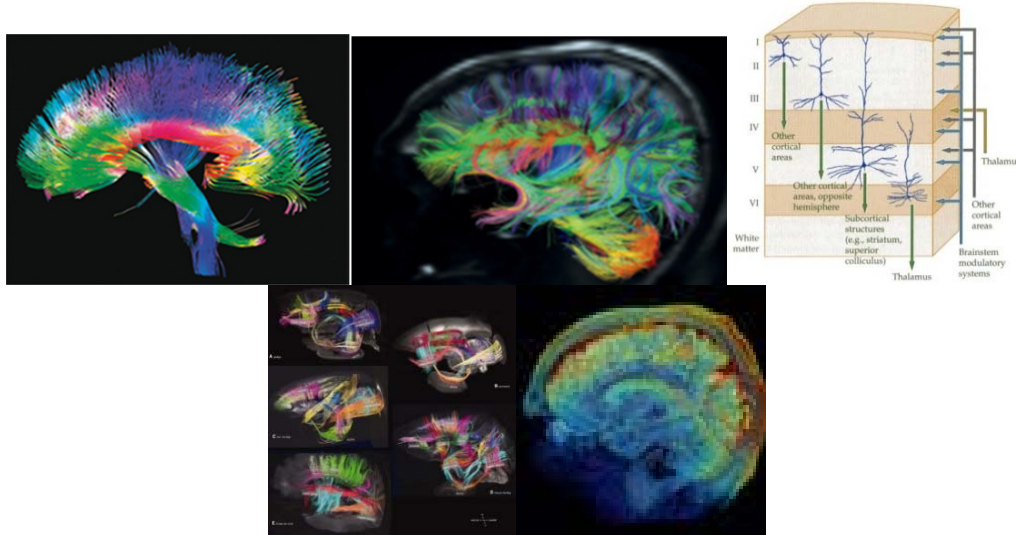 I
II
III
IV
V
VI
White
matter
Other
cortical
areas
Other cortical
areas, opposite
hemisphere
Subcortical
structures
(e.g., striatum,
superior
colliculus)
Thalamus
Thalamu
Other
cortical
areas
Brainstem
modulatory
systems
A
B
C
D
E